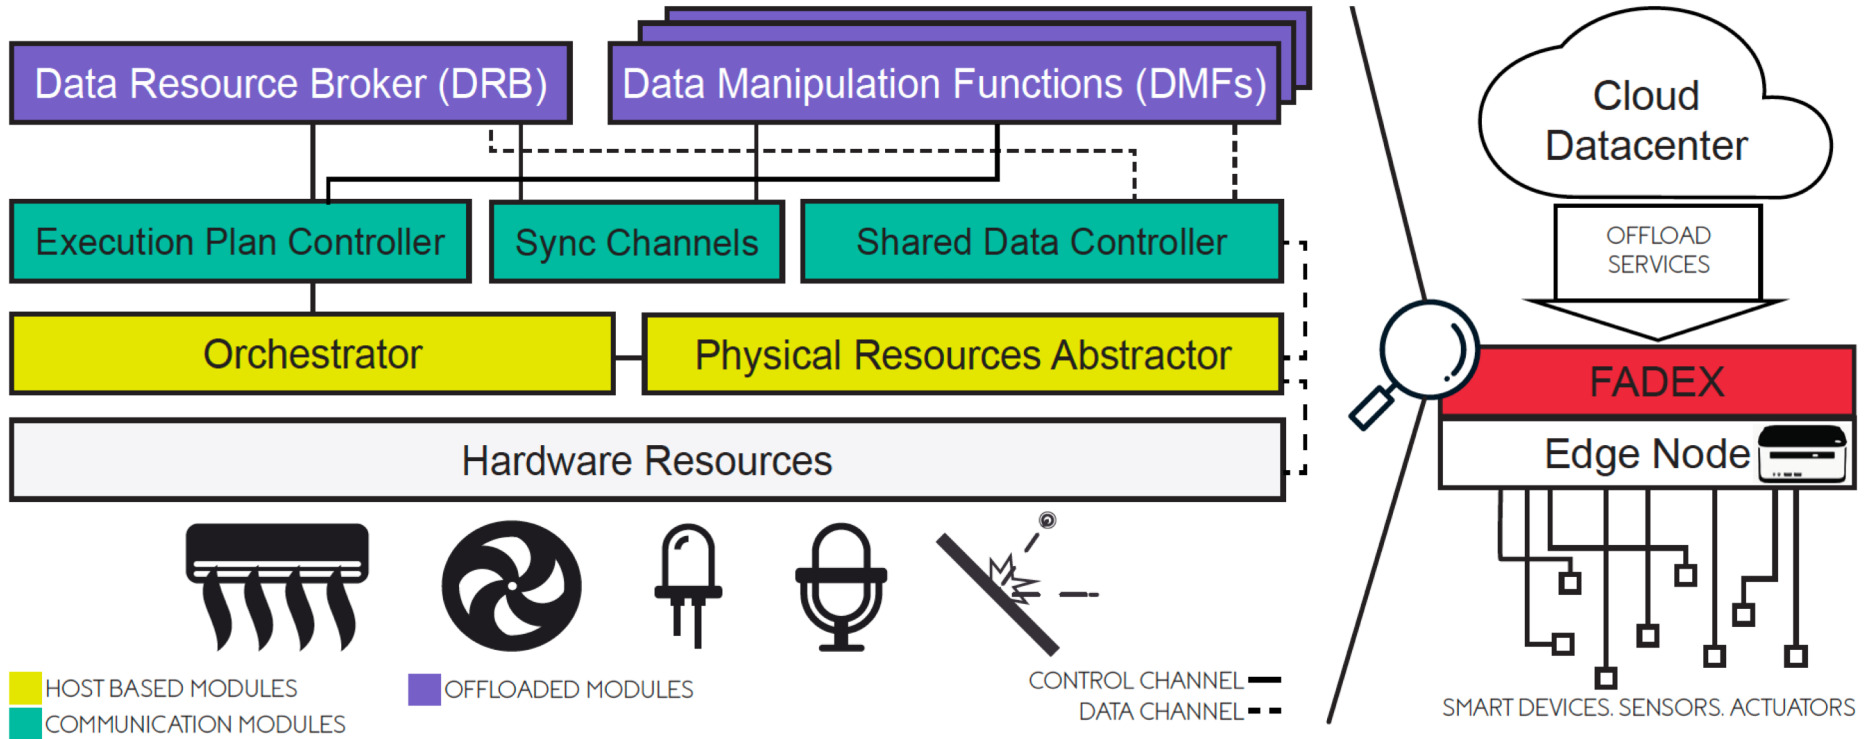 Data Resource Broker (DRB)
Data Manipulation Functions (DMFs)
Execution Plan Controller
Sync Channels
Shared Data Controller
Orchestrator
Physical Resources Abstractor
Hardware Resources
HOST BASED MODULES
COMMUNICATION MODULES
OFFLOADED MODULES
CONTROL CHANNEL
DATA CHANNEL
Cloud
Datacenter
OFFLOAD
SERVICES
FADEX
Edge Node
SMART DEVICES. SENSORS. ACTUATORS